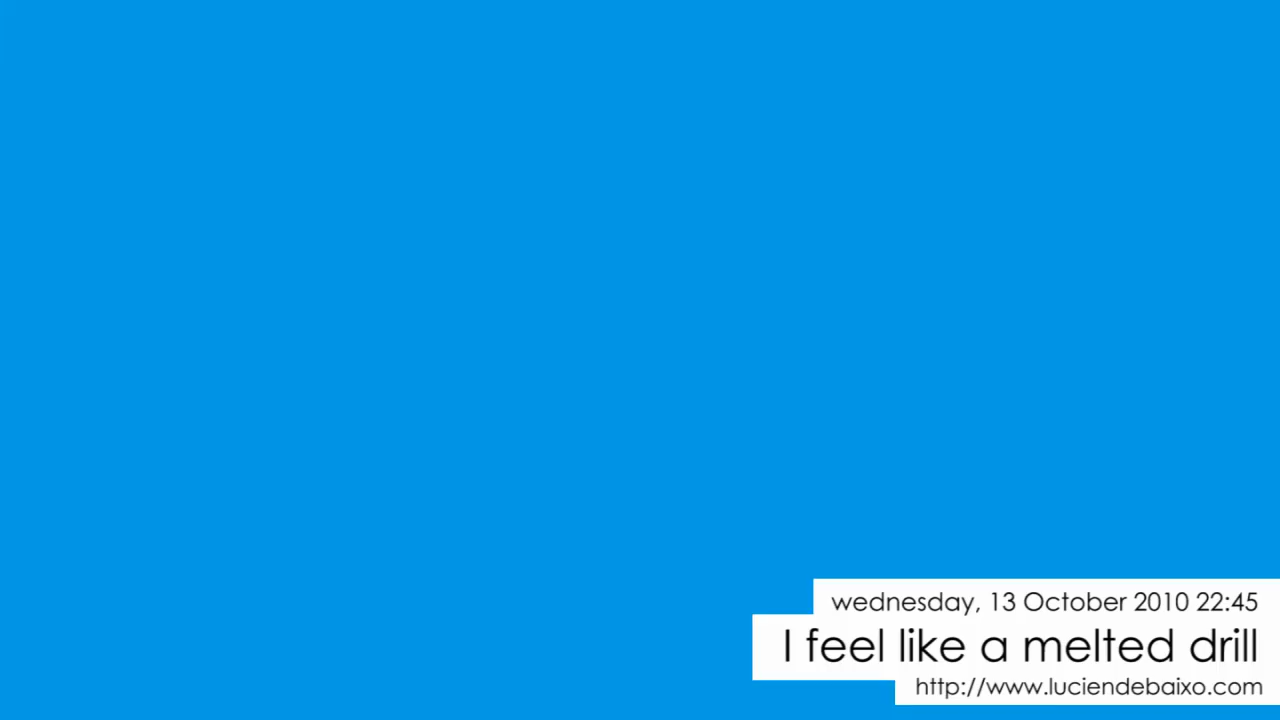 wednesday, 13 October 2010 22:45
I feel like a melted drill
http://www.luciendebaixo.com